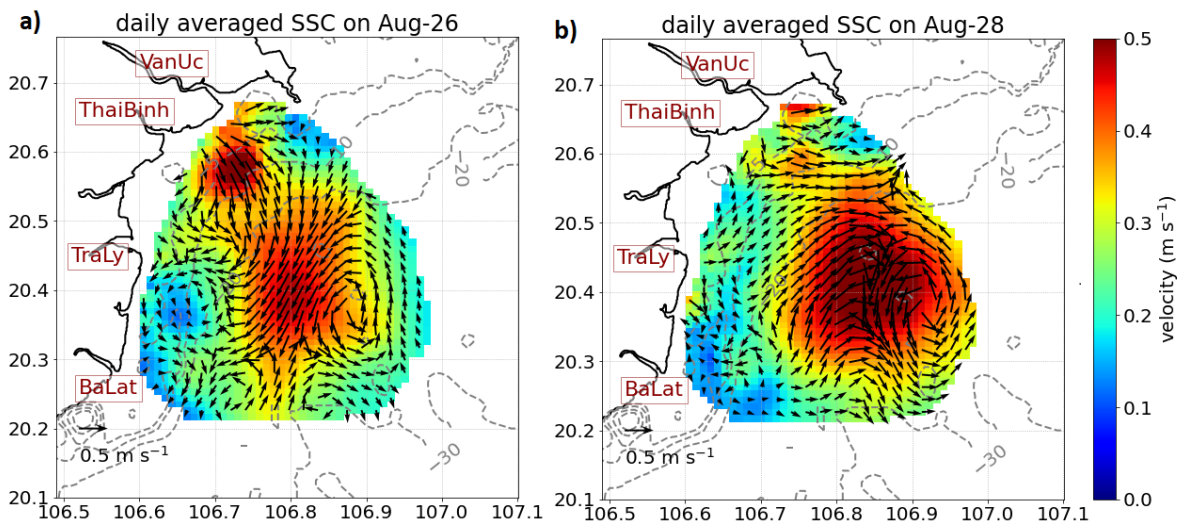 a)
daily averaged SSC on Aug-26
20.7
20.6
20.5
20.4
20.3
20.2
20.1
106.5 106.6 106.7 106.8 106.9 107.0 107.1
VanUc
ThaiBinh
TraLy
BaLat
0.5 m s⁻¹
−20
−30
b)
daily averaged SSC on Aug-28
20.7
20.6
20.5
20.4
20.3
20.2
20.1
106.5 106.6 106.7 106.8 106.9 107.0 107.1
VanUc
ThaiBinh
TraLy
BaLat
0.5 m s⁻¹
−20
−30
0.5
0.4
0.3
0.2
0.1
0.0
velocity (m s⁻¹)